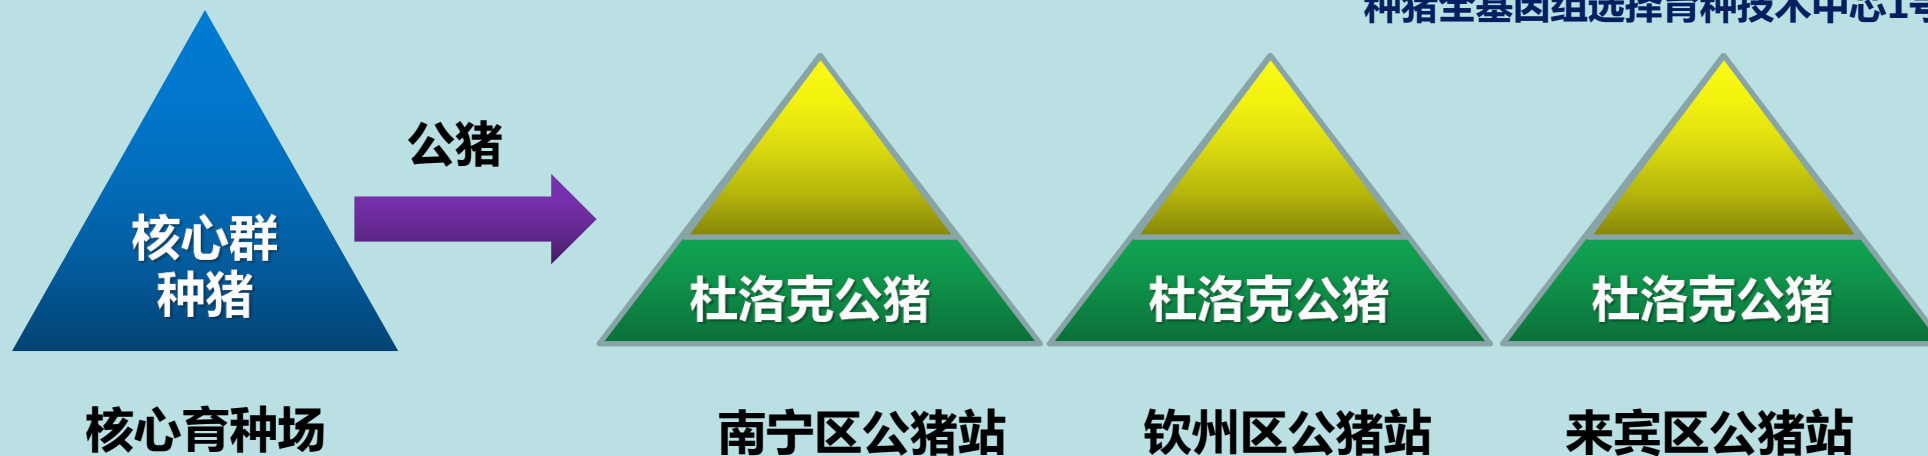 种猪全基因组选择育种技术中芯1号
公猪
核心群
种猪
杜洛克公猪
杜洛克公猪
杜洛克公猪
核心育种场
南宁区公猪站
钦州区公猪站
来宾区公猪站